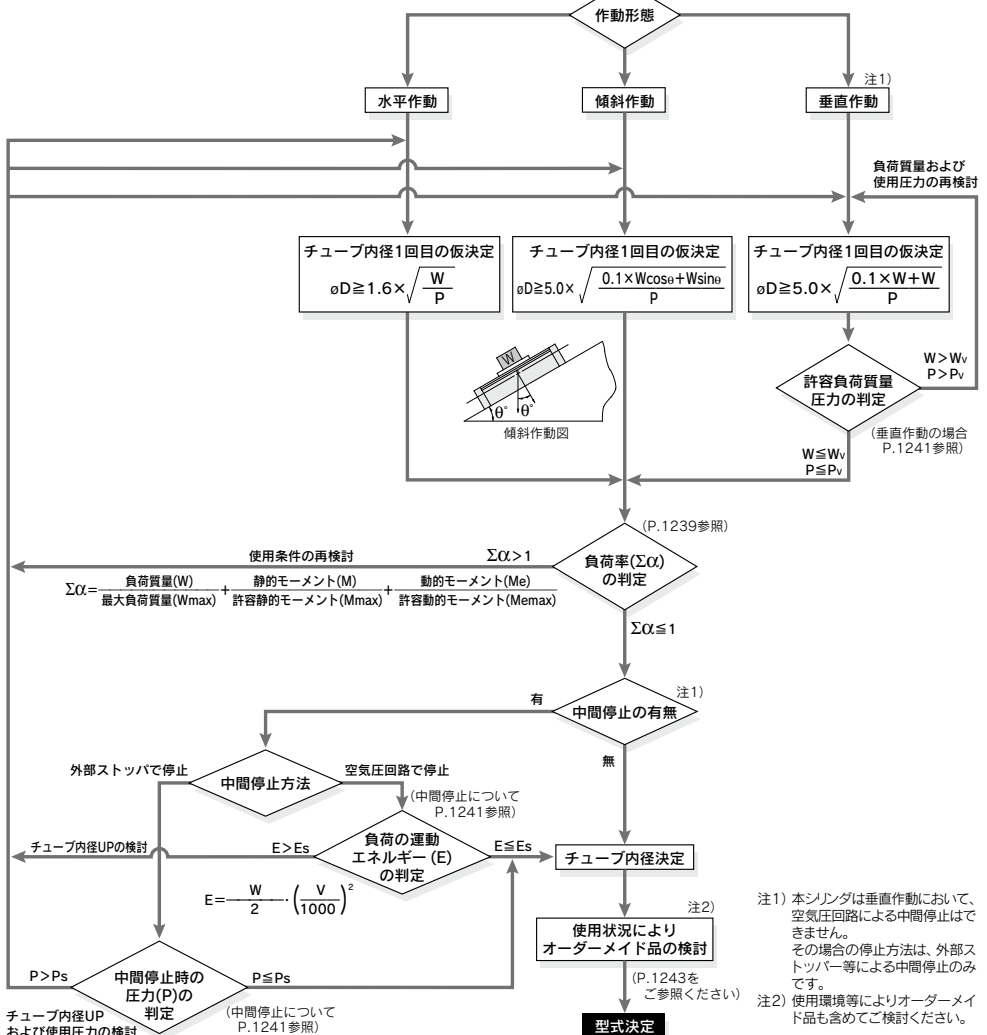 作動形態
注1)
水平作動
傾斜作動
垂直作動
負荷質量および
使用圧力の再検討
チューブ内径1回目の仮決定
øD≧1.6×√W/P
チューブ内径1回目の仮決定
øD≧5.0×√0.1×Wcosθ+Wsinθ/P
チューブ内径1回目の仮決定
øD≧5.0×√0.1×W+W/P
W
θ°
θ°
傾斜作動図
許容負荷質量
圧力の判定
W>Wv
P>Pv
(垂直作動の場合
P.1241参照)
W≦Wv
P≦Pv
(P.1239参照)
負荷率(Σα)
の判定
使用条件の再検討
Σα>1
Σα=負荷質量(W)/最大負荷質量(Wmax)+静的モーメント(M)/許容静的モーメント(Mmax)+動的モーメント(Me)/許容動的モーメント(Memax)
Σα≦1
注1)
有
中間停止の有無
無
外部ストッパで停止
中間停止方法
空気圧回路で停止
(中間停止について
P.1241参照)
チューブ内径UPの検討
E>Es
負荷の運動
エネルギー(E)
の判定
E≦Es
チューブ内径決定
E=W/2・(V/1000)²
注2)
使用状況により
オーダーメイド品の検討
(P.1243を
ご参照ください)
型式決定
P>Ps
中間停止時の
圧力(P)の
判定
P≦Ps
(中間停止について
P.1241参照)
チューブ内径UP
および使用圧力の検討
注1) 本シリンダは垂直作動において、
空気圧回路による中間停止はで
きません。
その場合の停止方法は、外部ス
トッパー等による中間停止のみ
です。
注2) 使用環境等によりオーダーメイ
ド品も含めてご検討ください。